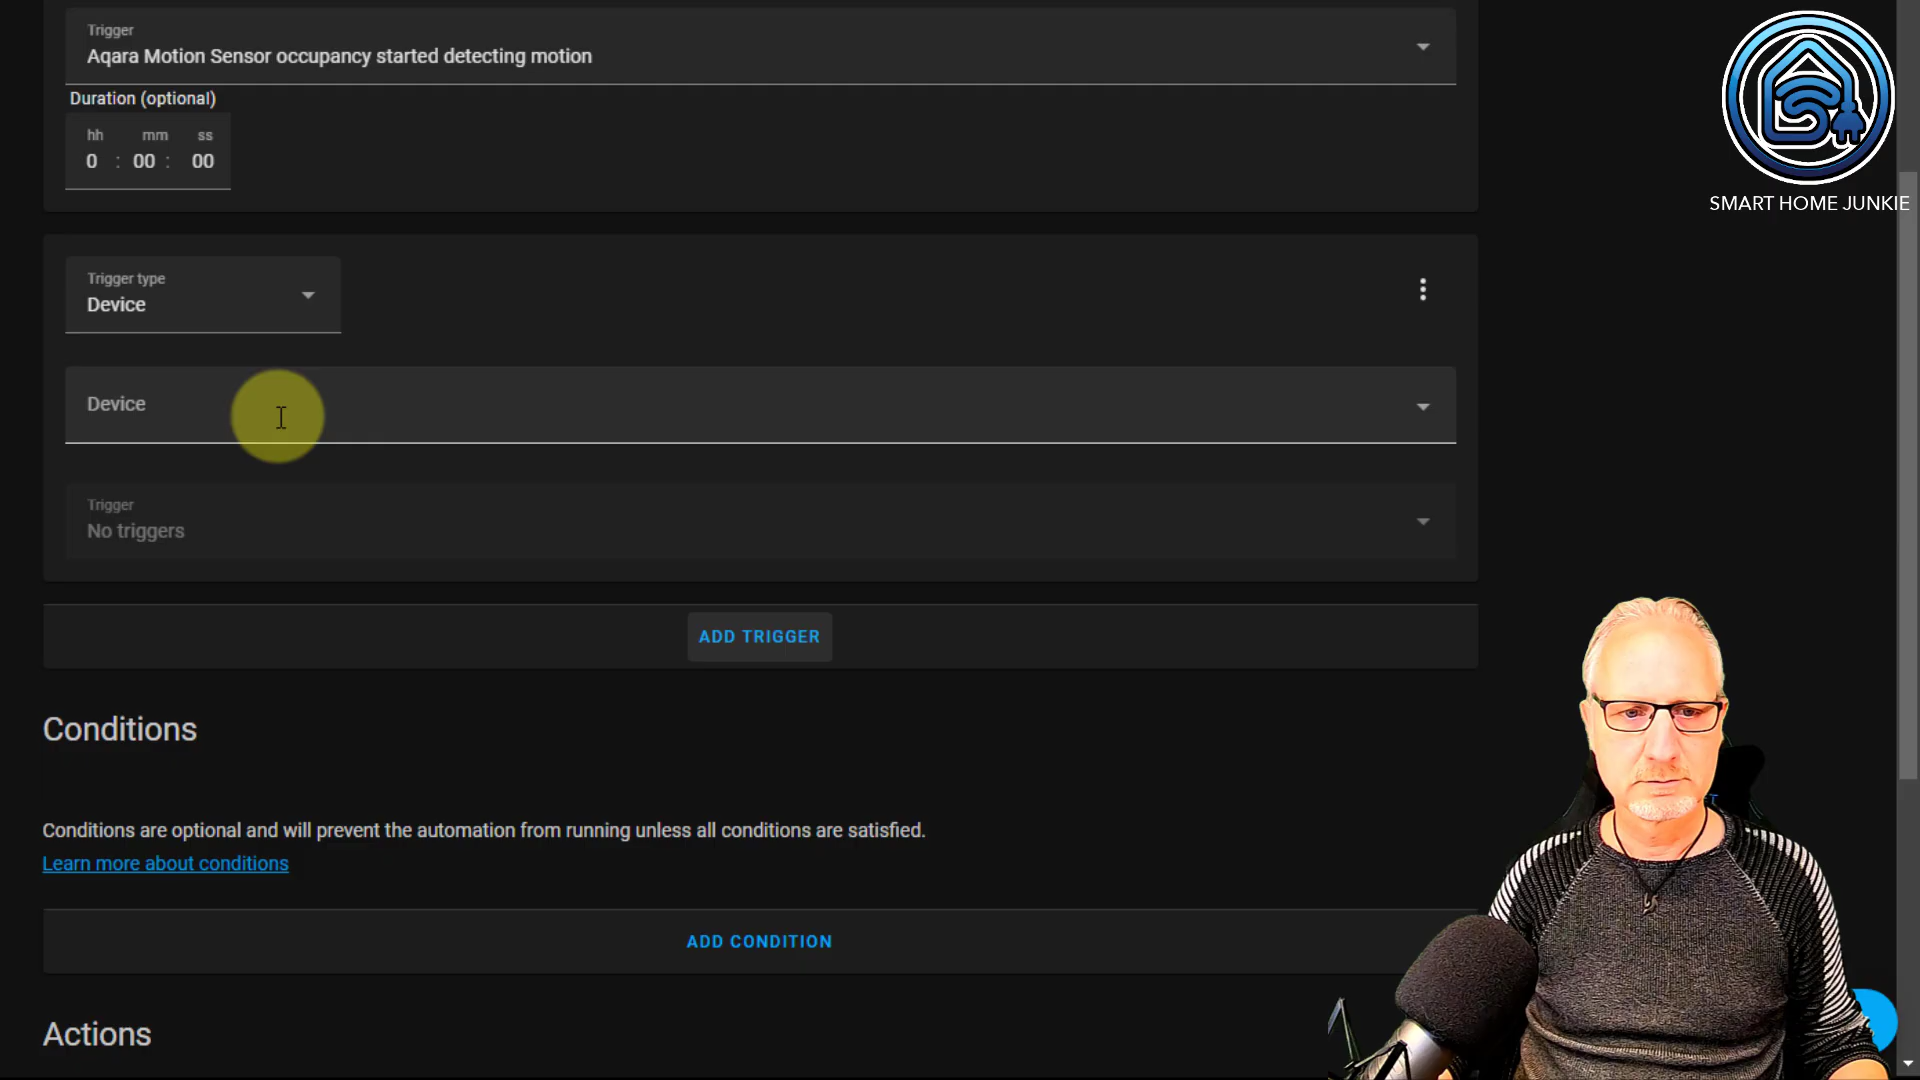 Trigger
Aqara Motion Sensor occupancy started detecting motion
Duration (optional)
hh mm ss
0 : 00 : 00
SMART HOME JUNKIE
Trigger type
Device
Device
Trigger
No triggers
ADD TRIGGER
Conditions
Conditions are optional and will prevent the automation from running unless all conditions are satisfied.
Learn more about conditions
ADD CONDITION
Actions